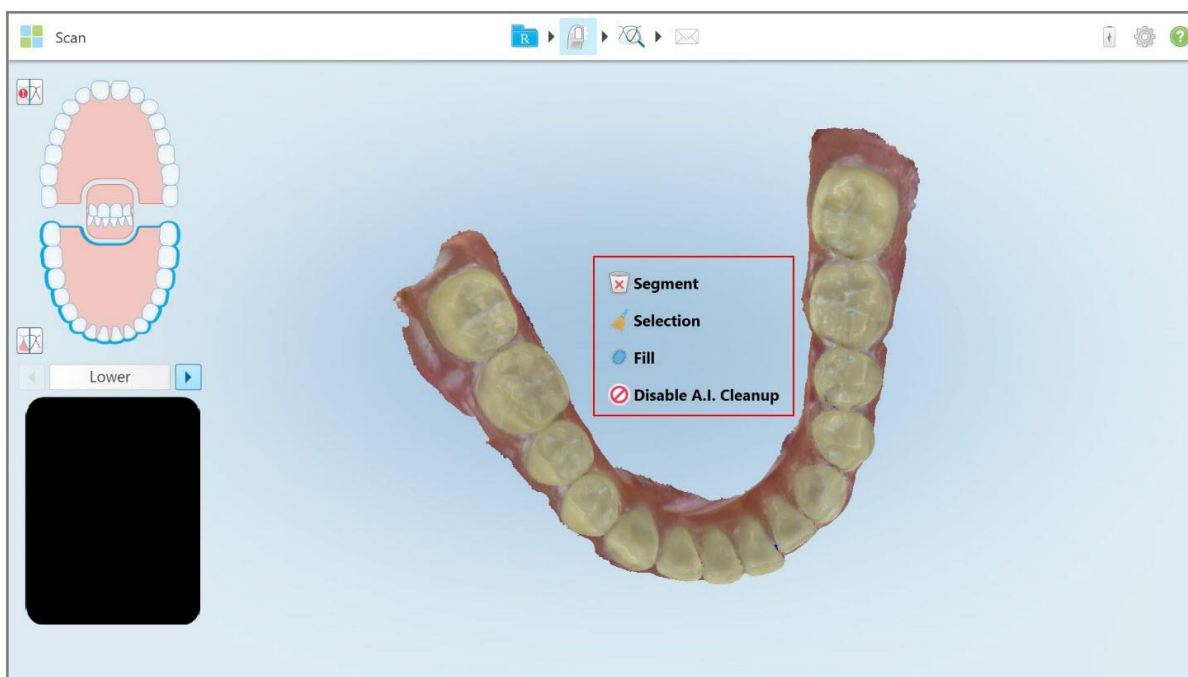 Scan
R
?
Segment
Selection
Fill
Disable A.I. Cleanup
Lower